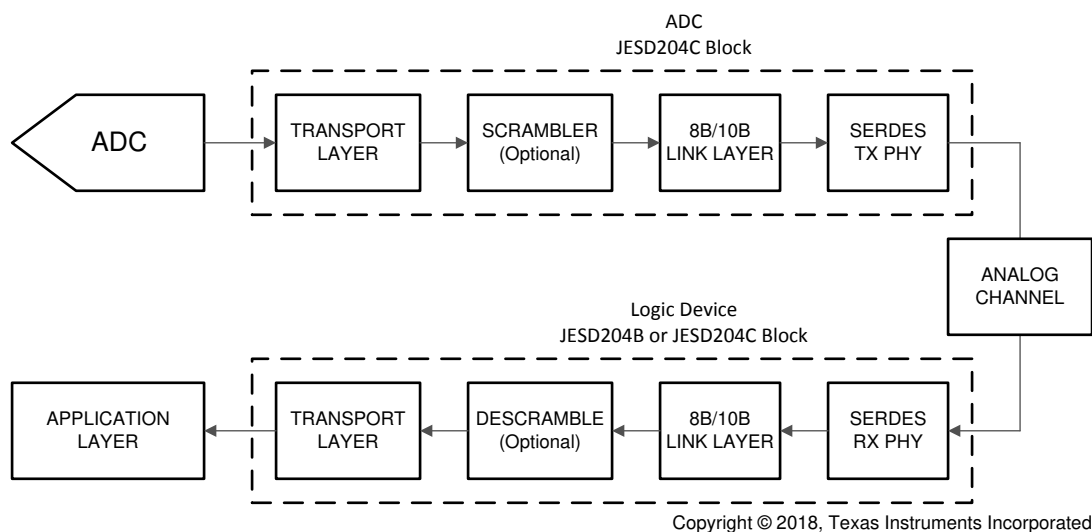 ADC
JESD204C Block
ADC
TRANSPORT
LAYER
SCRAMBLER
(Optional)
8B/10B
LINK LAYER
SERDES
TX PHY
ANALOG
CHANNEL
Logic Device
JESD204B or JESD204C Block
APPLICATION
LAYER
TRANSPORT
LAYER
DESCRAMBLE
(Optional)
8B/10B
LINK LAYER
SERDES
RX PHY
Copyright © 2018, Texas Instruments Incorporated